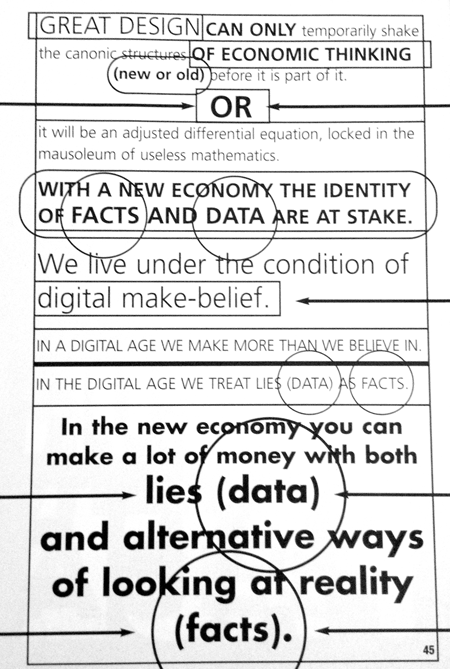 GREAT DESIGN CAN ONLY temporarily shake
the canonic structures OF ECONOMIC THINKING
(new or old) before it is part of it.
OR
it will be an adjusted differential equation, locked in the
mausoleum of useless mathematics.
WITH A NEW ECONOMY THE IDENTITY
OF FACTS AND DATA ARE AT STAKE.
We live under the condition of
digital make-belief.
IN A DIGITAL AGE WE MAKE MORE THAN WE BELIEVE IN.
IN THE DIGITAL AGE WE TREAT LIES (DATA) AS FACTS.
In the new economy you can
make a lot of money with both
lies (data)
and alternative ways
of looking at reality
(facts).
45